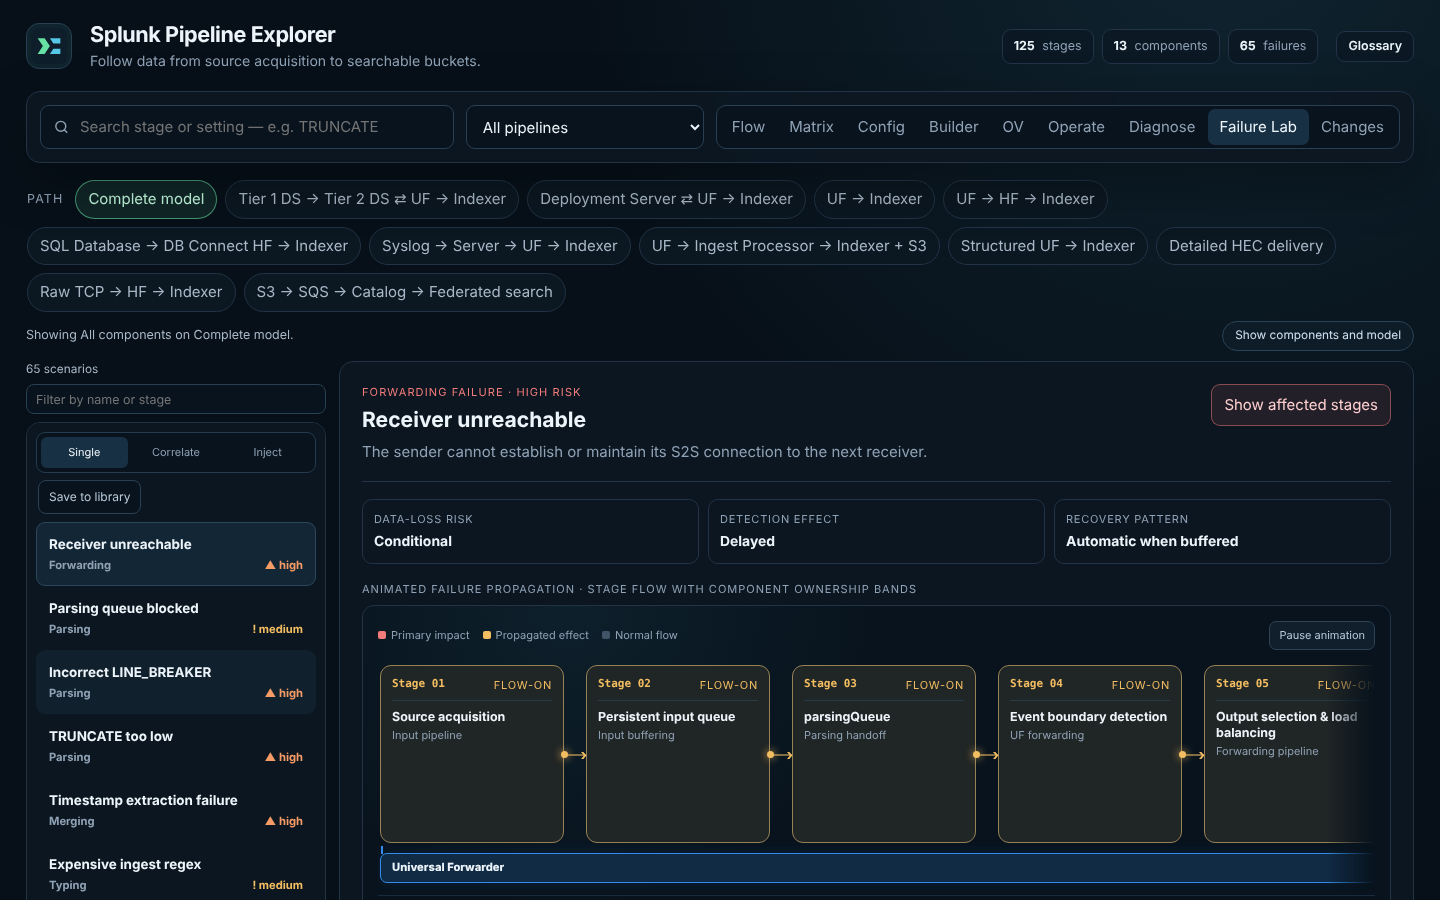 Splunk Pipeline Explorer
Follow data from source acquisition to searchable buckets.
125 stages
13 components
65 failures
Glossary
Search stage or setting — e.g. TRUNCATE
All pipelines
Flow
Matrix
Config
Builder
OV
Operate
Diagnose
Failure Lab
Changes
PATH
Complete model
Tier 1 DS → Tier 2 DS ⇄ UF → Indexer
Deployment Server ⇄ UF → Indexer
UF → Indexer
UF → HF → Indexer
SQL Database → DB Connect HF → Indexer
Syslog → Server → UF → Indexer
UF → Ingest Processor → Indexer + S3
Structured UF → Indexer
Detailed HEC delivery
Raw TCP → HF → Indexer
S3 → SQS → Catalog → Federated search
Showing All components on Complete model.
Show components and model
65 scenarios
Filter by name or stage
Single
Correlate
Inject
Save to library
Receiver unreachable
Forwarding
▲ high
Parsing queue blocked
Parsing
! medium
Incorrect LINE_BREAKER
Parsing
▲ high
TRUNCATE too low
Parsing
▲ high
Timestamp extraction failure
Merging
▲ high
Expensive ingest regex
Typing
! medium
FORWARDING FAILURE · HIGH RISK
Receiver unreachable
The sender cannot establish or maintain its S2S connection to the next receiver.
Show affected stages
DATA-LOSS RISK
Conditional
DETECTION EFFECT
Delayed
RECOVERY PATTERN
Automatic when buffered
ANIMATED FAILURE PROPAGATION · STAGE FLOW WITH COMPONENT OWNERSHIP BANDS
Primary impact
Propagated effect
Normal flow
Pause animation
Stage 01
FLOW-ON
Source acquisition
Input pipeline
Stage 02
FLOW-ON
Persistent input queue
Input buffering
Stage 03
FLOW-ON
parsingQueue
Parsing handoff
Stage 04
FLOW-ON
Event boundary detection
UF forwarding
Stage 05
FLOW-ON
Output selection & load
balancing
Forwarding pipeline
Universal Forwarder